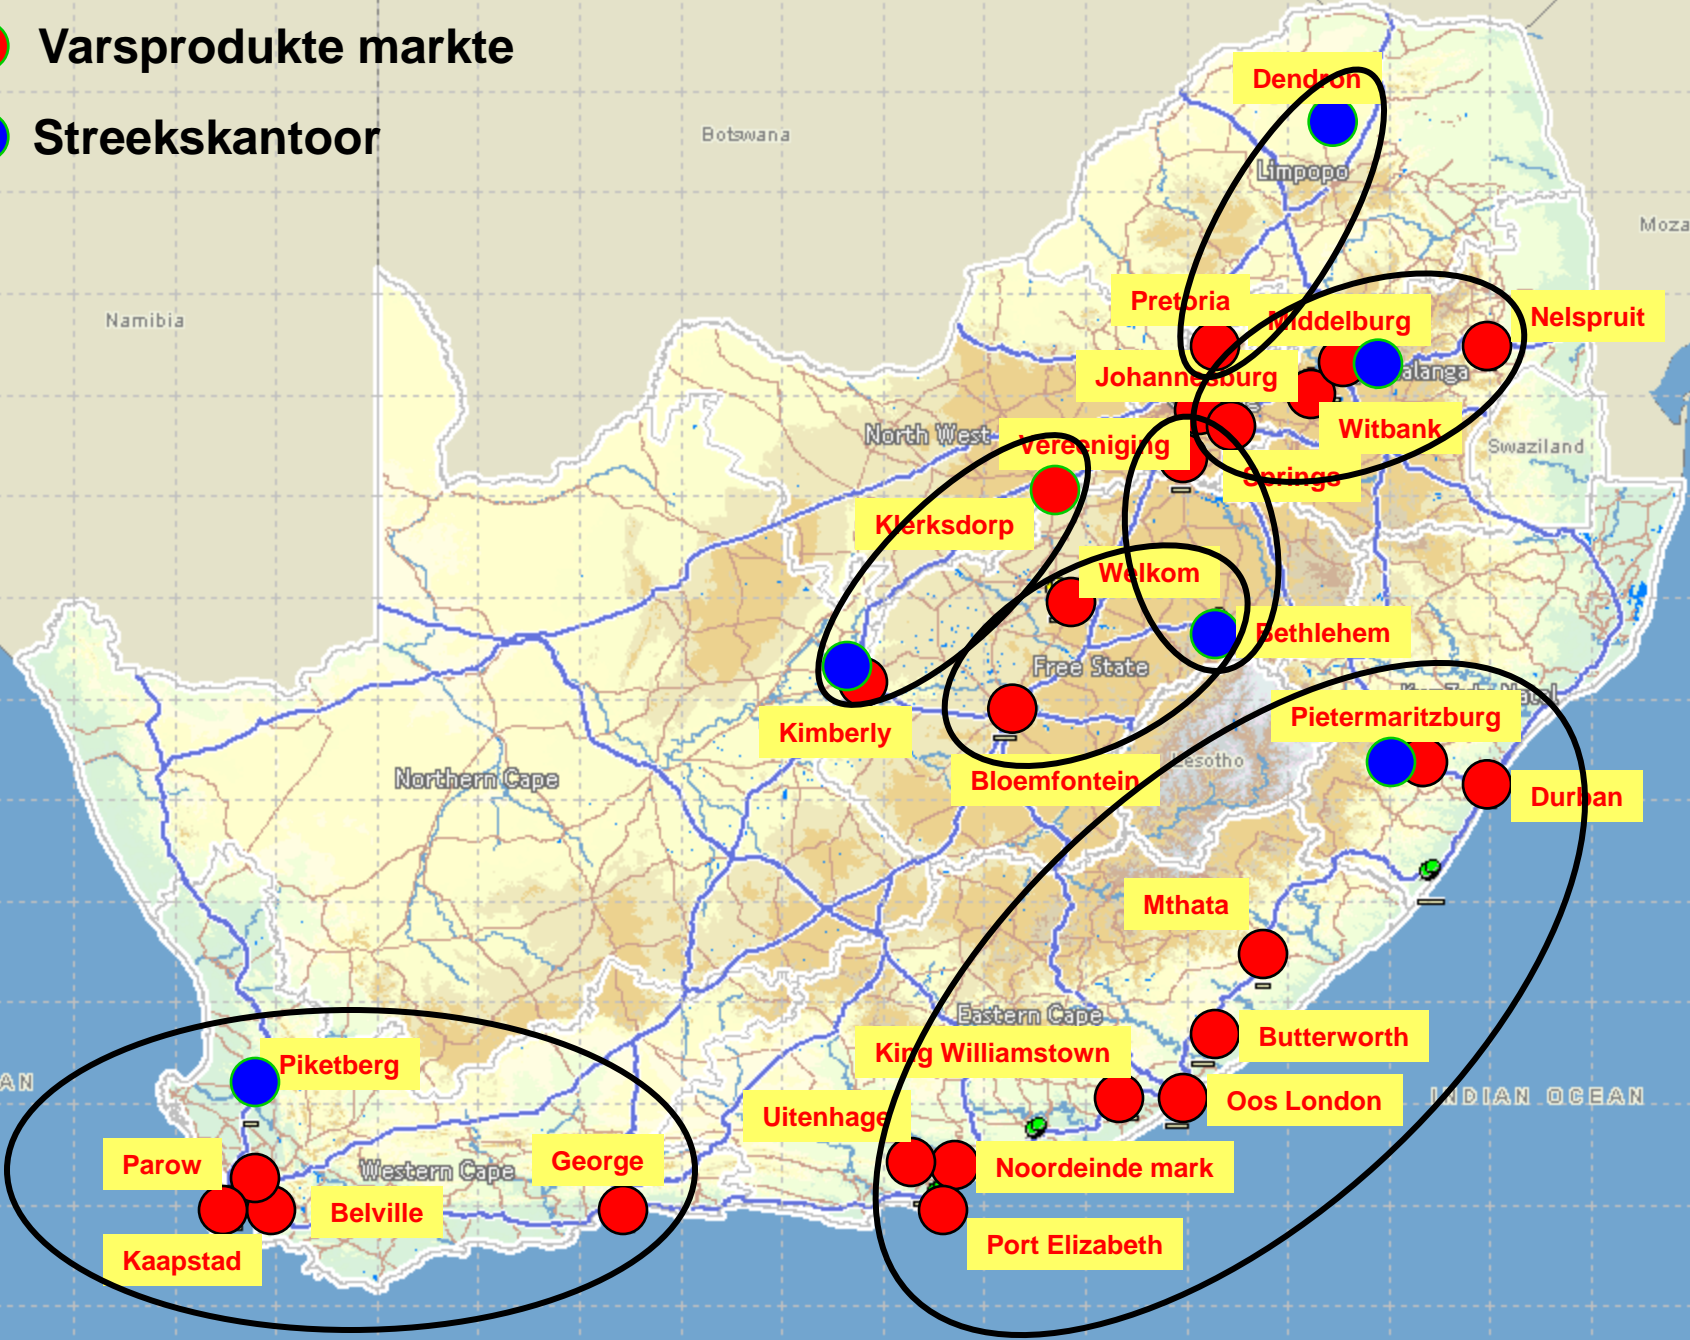 Varsprodukte markte
Streekskantoor
Dendron
Botswana
Limpopo
Moza
Namibia
Pretoria
Middelburg
Nelspruit
Johannesburg
alanga
North West
Vereeniging
Witbank
Swaziland
Springs
Klerksdorp
Welkom
Bethlehem
Free State
Kimberly
Pietermaritzburg
Northern Cape
Bloemfontein
Lesotho
Durban
Mthata
Eastern Cape
King Williamstown
Butterworth
Piketberg
AN
INDIAN OCEAN
Oos London
Uitenhage
Parow
Western Cape
George
Noordeinde mark
Belville
Kaapstad
Port Elizabeth